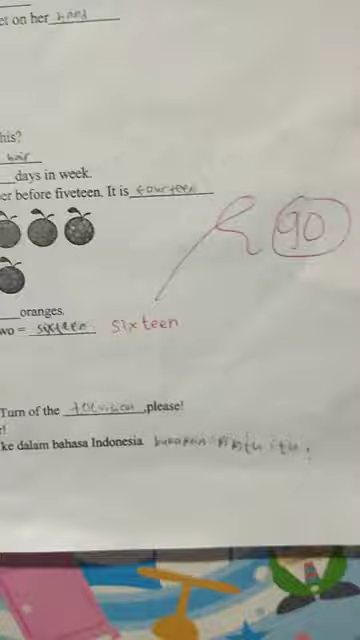 et on her hand
his?
hair
days in week.
er before fiveteen. It is fourteen
90
oranges.
wo = sixteen sixteen
Turn of the ,please!
r!
ke dalam bahasa Indonesia itu!